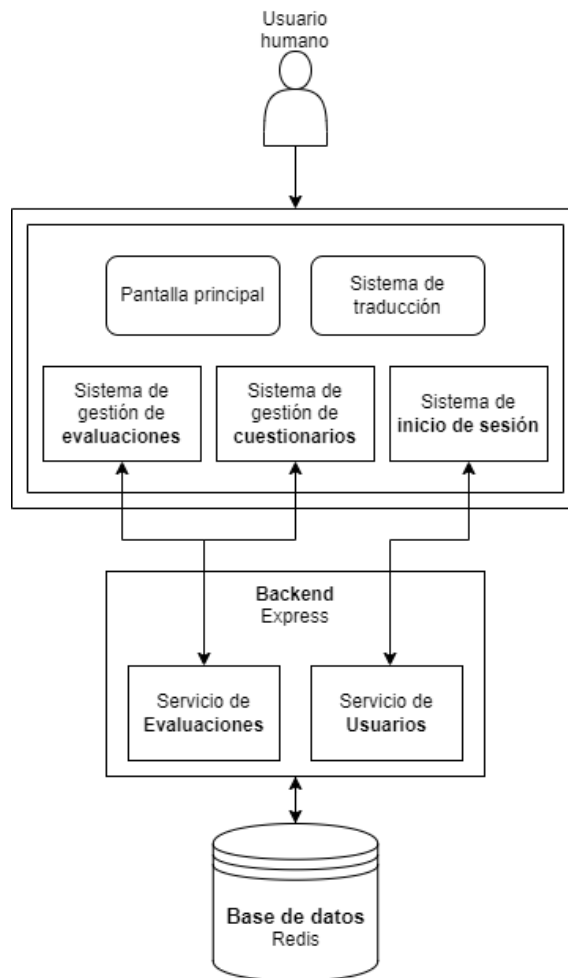 Usuario
humano
Pantalla principal
Sistema de
traducción
Sistema de
gestión de
evaluaciones
Sistema de
gestión de
cuestionarios
Sistema de
inicio de sesión
Backend
Express
Servicio de
Evaluaciones
Servicio de
Usuarios
Base de datos
Redis